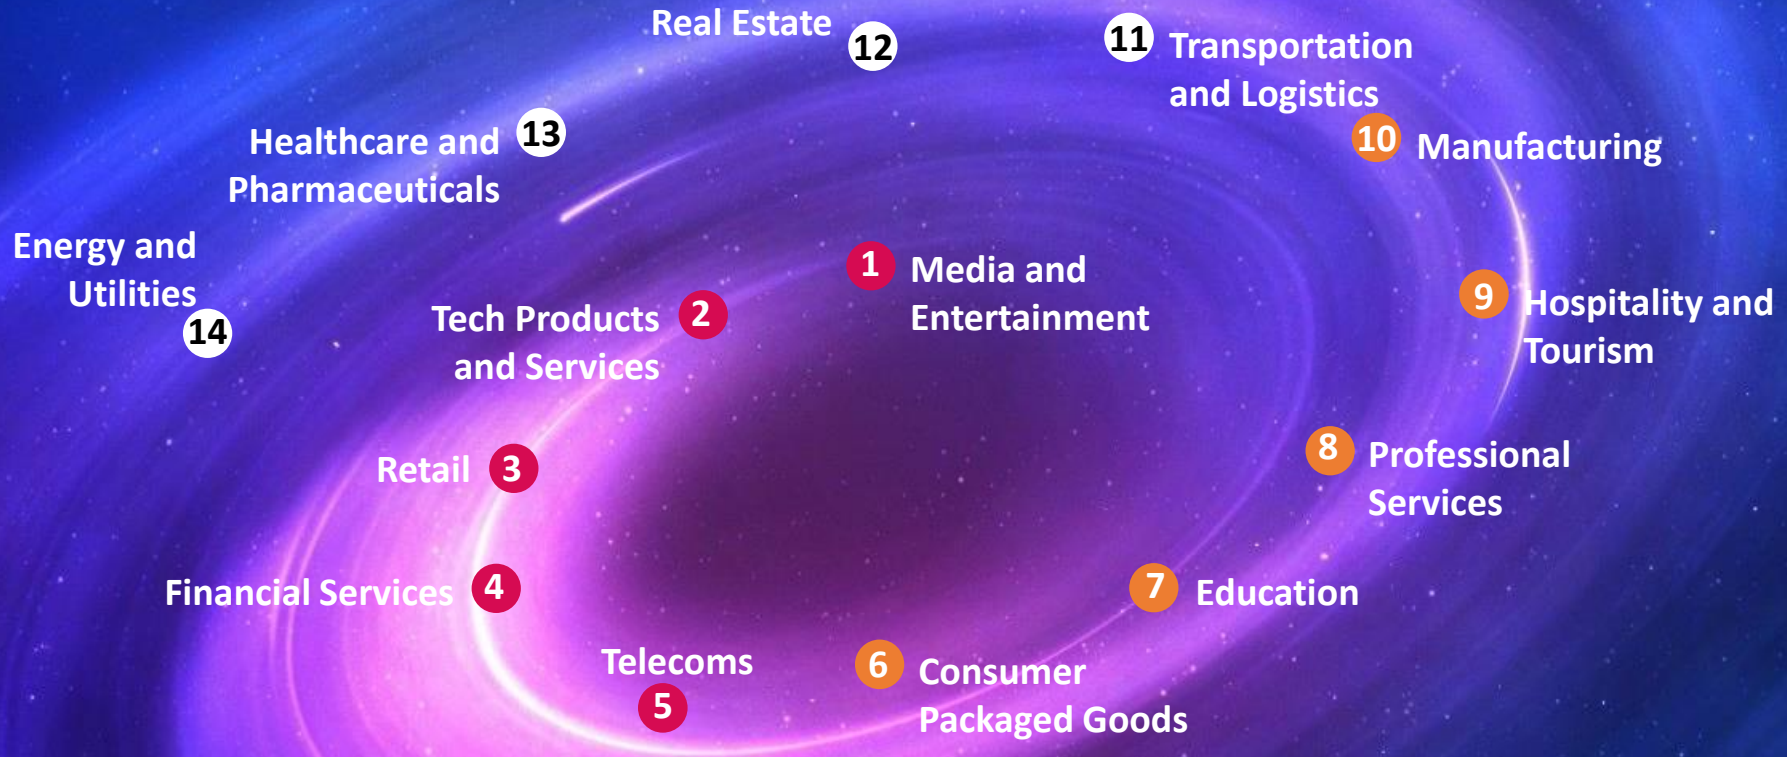 Real Estate
12
11
Transportation
and Logistics
13
Healthcare and
Pharmaceuticals
10
Manufacturing
Energy and
Utilities
14
1
Media and
Entertainment
2
Tech Products
and Services
9
Hospitality and
Tourism
Retail
3
8
Professional
Services
Financial Services
4
7
Education
Telecoms
5
6
Consumer
Packaged Goods